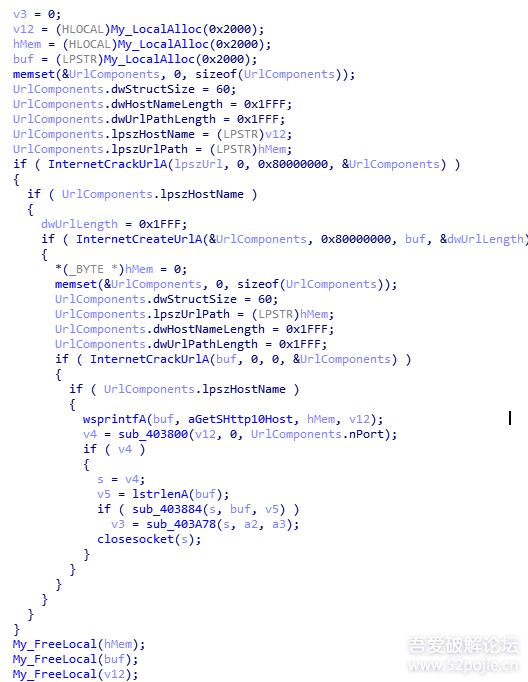 v3 = 0;
v12 = (HLOCAL)My_LocalAlloc(0x2000);
hMem = (HLOCAL)My_LocalAlloc(0x2000);
buf = (LPSTR)My_LocalAlloc(0x2000);
memset(&UrlComponents, 0, sizeof(UrlComponents));
UrlComponents.dwStructSize = 60;
UrlComponents.dwHostNameLength = 0x1FFF;
UrlComponents.dwUrlPathLength = 0x1FFF;
UrlComponents.lpszHostName = (LPSTR)v12;
UrlComponents.lpszUrlPath = (LPSTR)hMem;
if ( InternetCrackUrlA(lpszUrl, 0, 0x80000000, &UrlComponents) )
{
if ( UrlComponents.lpszHostName )
{
dwUrlLength = 0x1FFF;
if ( InternetCreateUrlA(&UrlComponents, 0x80000000, buf, &dwUrlLength)
{
*(_BYTE *)hMem = 0;
memset(&UrlComponents, 0, sizeof(UrlComponents));
UrlComponents.dwStructSize = 60;
UrlComponents.lpszUrlPath = (LPSTR)hMem;
UrlComponents.dwHostNameLength = 0x1FFF;
UrlComponents.dwUrlPathLength = 0x1FFF;
if ( InternetCrackUrlA(buf, 0, 0, &UrlComponents) )
{
if ( UrlComponents.lpszHostName )
{
wsprintfA(buf, aGetSHttp10Host, hMem, v12);
v4 = sub_403800(v12, 0, UrlComponents.nPort);
if ( v4 )
{
s = v4;
v5 = lstrlenA(buf);
if ( sub_403884(s, buf, v5) )
v3 = sub_403A78(s, a2, a3);
closesocket(s);
}
}
}
}
}
}
My_FreeLocal(hMem);
My_FreeLocal(buf);
My_FreeLocal(v12);
吾爱破解论坛
www.52pojie.cn